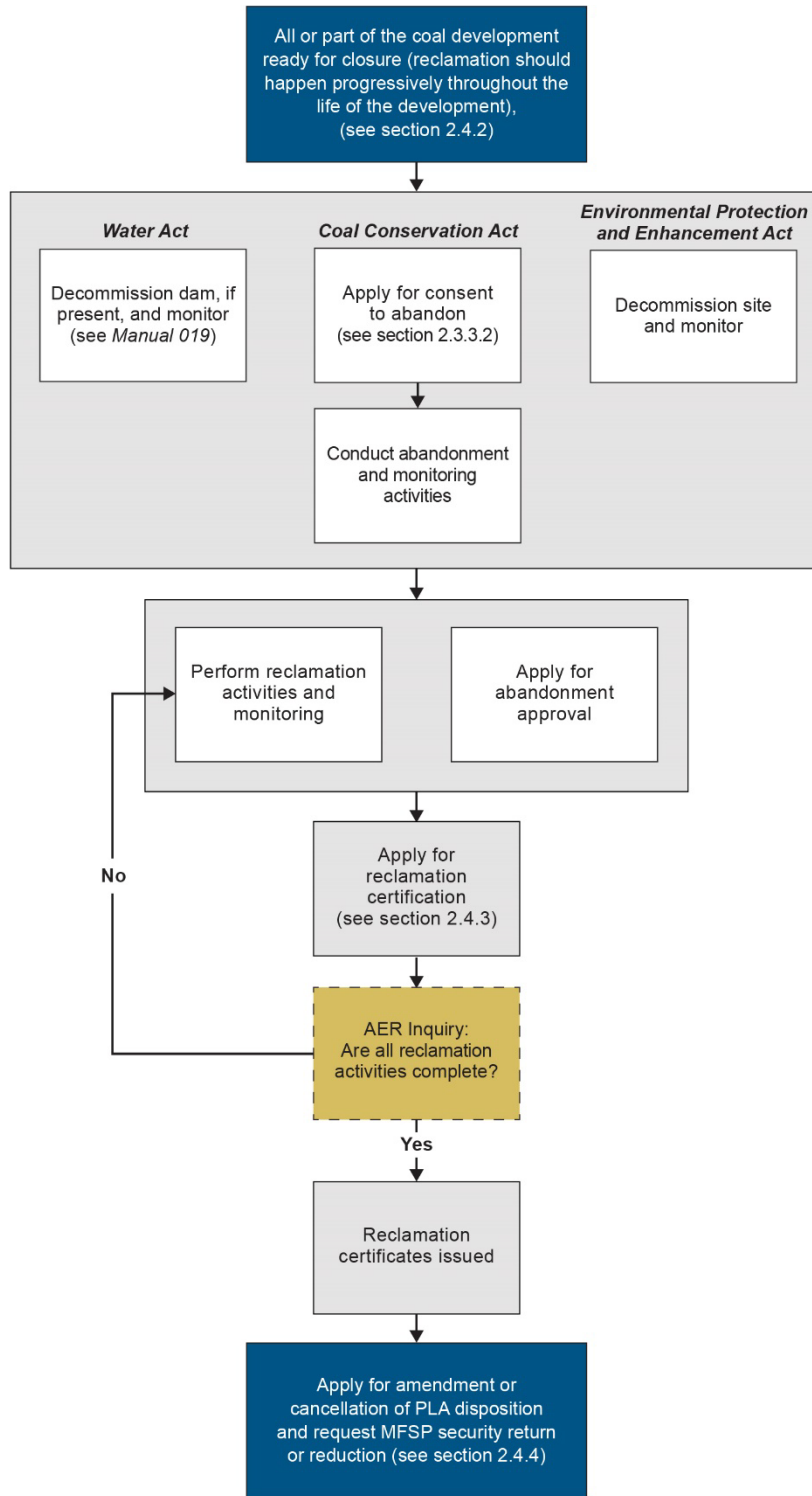 All or part of the coal development
ready for closure (reclamation should
happen progressively throughout the
life of the development),
(see section 2.4.2)
Water Act
Decommission dam, if
present, and monitor
(see Manual 019)
Coal Conservation Act
Apply for consent
to abandon
(see section 2.3.3.2)
Conduct abandonment
and monitoring
activities
Environmental Protection
and Enhancement Act
Decommission site
and monitor
Perform reclamation
activities and
monitoring
Apply for
abandonment
approval
Apply for
reclamation
certification
(see section 2.4.3)
No
AER Inquiry:
Are all reclamation
activities complete?
Yes
Reclamation
certificates issued
Apply for amendment or
cancellation of PLA disposition
and request MFSP security return
or reduction (see section 2.4.4)